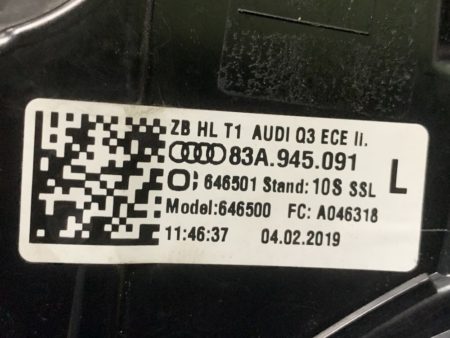 ZB HL T1 AUDI Q3 ECE li.
83A.945.091 L
646501 Stand: 10S SSL
Model:646500 FC: A046318
11:46:37 04.02.2019